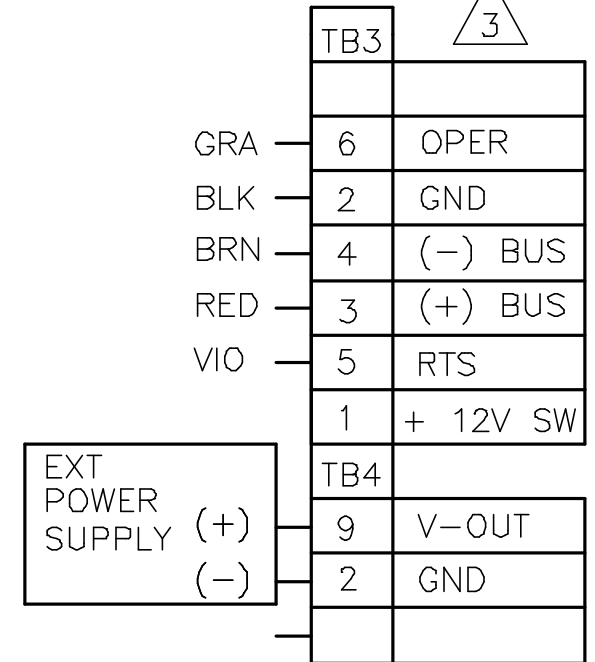 TB3 3
GRA 6 OPER
BLK 2 GND
BRN 4 (-) BUS
RED 3 (+) BUS
VIO 5 RTS
1 + 12V SW
TB4
EXT
POWER
SUPPLY (+) 9 V-OUT
(-) 2 GND